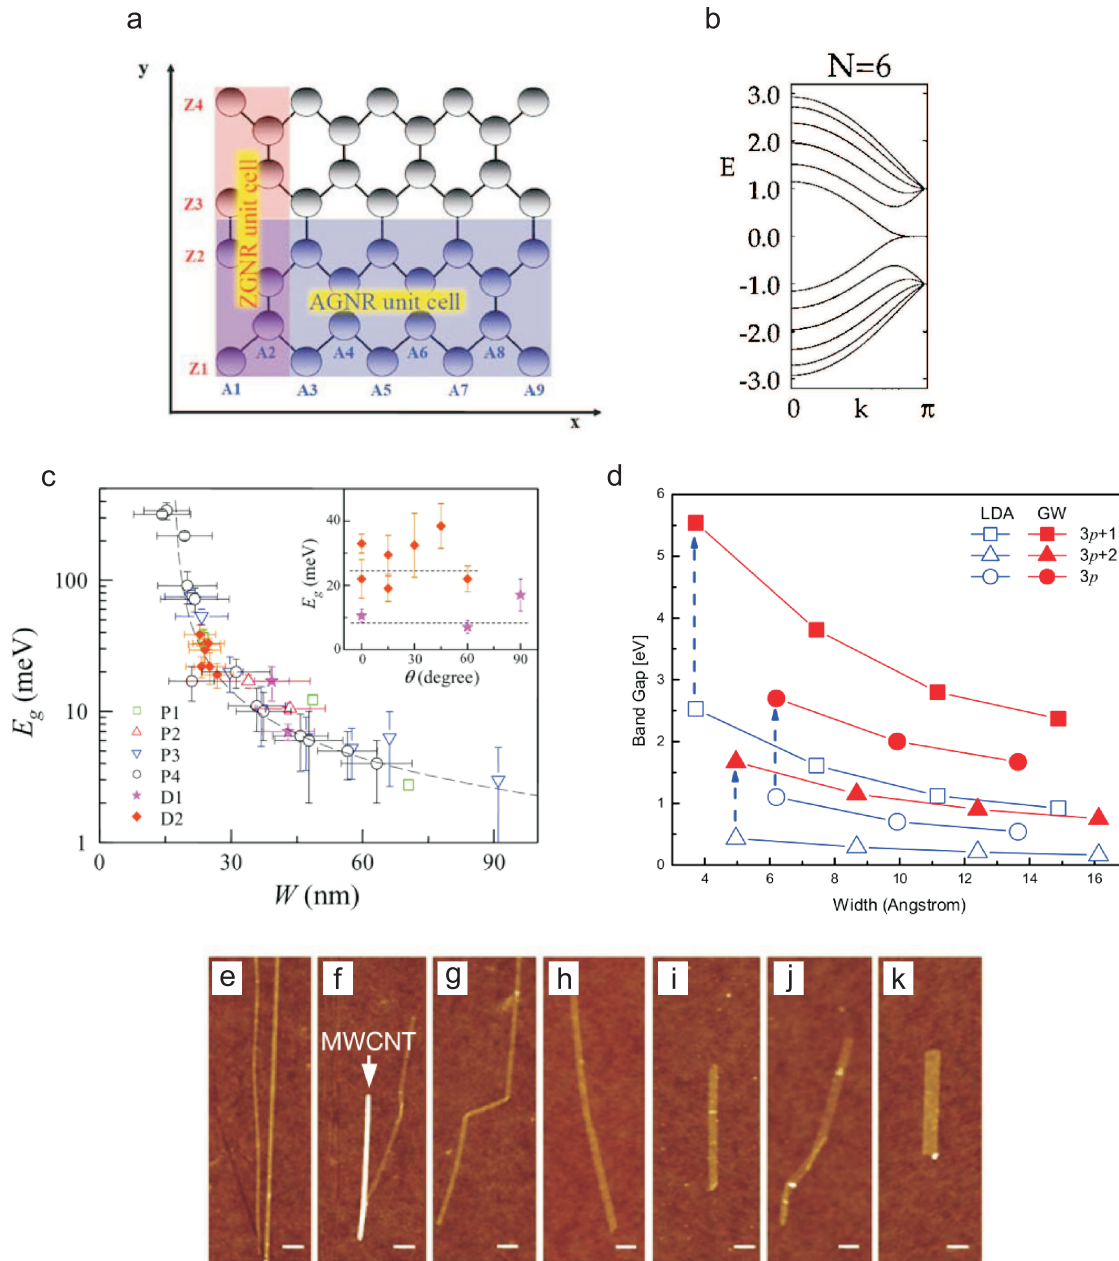 a
y
Z4
Z3
Z2
Z1
ZGNR unit cell
AGNR unit cell
A2 A4 A6 A8
A1 A3 A5 A7 A9
x
b
N=6
3.0
2.0
E
1.0
0.0
-1.0
-2.0
-3.0
0 k π
c
100
10
1
E_g (meV)
P1
P2
P3
P4
D1
D2
0 30 60 90
W (nm)
40
20
0
E_g (meV)
0 30 60 90
θ (degree)
d
6
5
4
3
2
1
0
Band Gap [eV]
LDA GW
3p+1
3p+2
3p
4 6 8 10 12 14 16
Width (Angstrom)
e f g h i j k
MWCNT